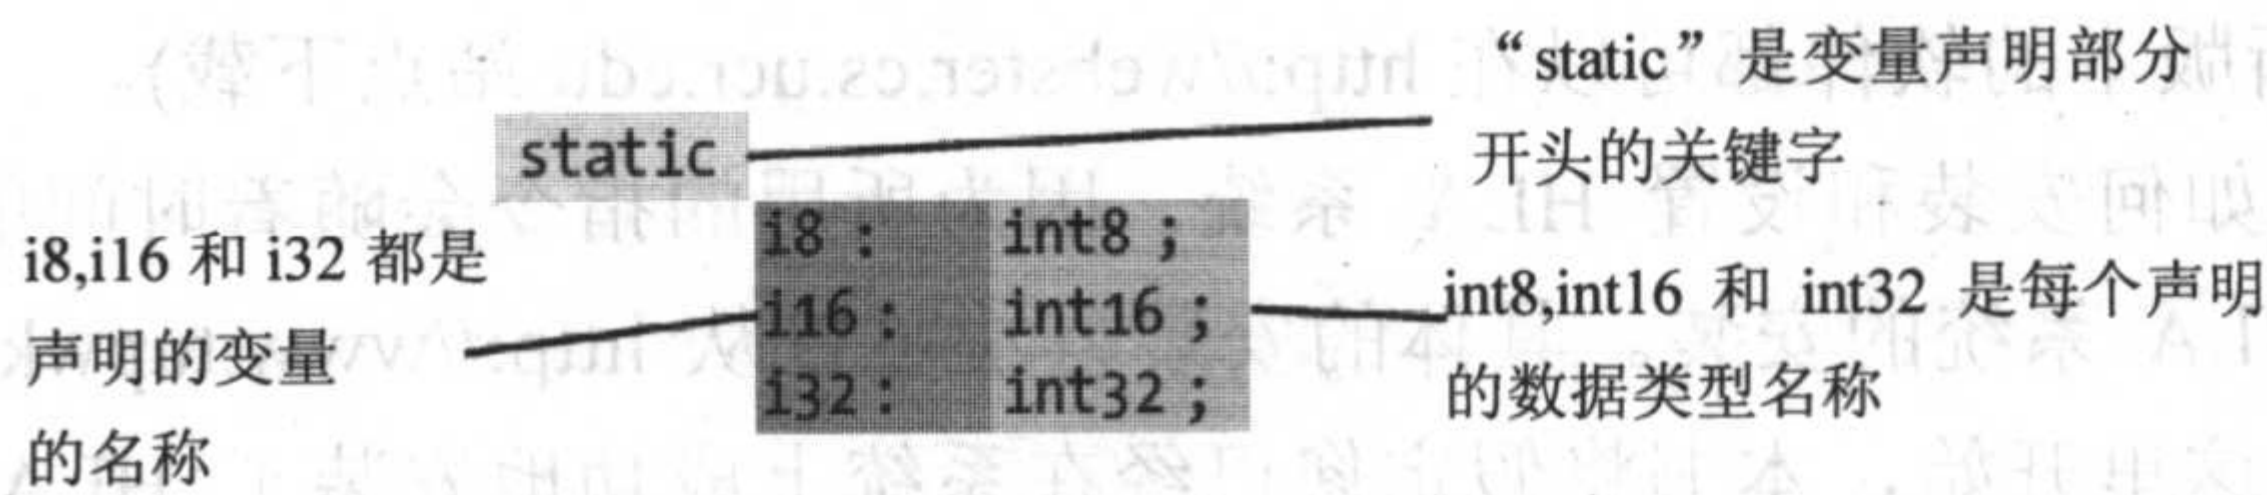 “static”是变量声明部分
开头的关键字
static
i8 : int8 ;
i16 : int16 ;
i32 : int32 ;
i8,i16 和 i32 都是
声明的变量
的名称
int8,int16 和 int32 是每个声明
的数据类型名称